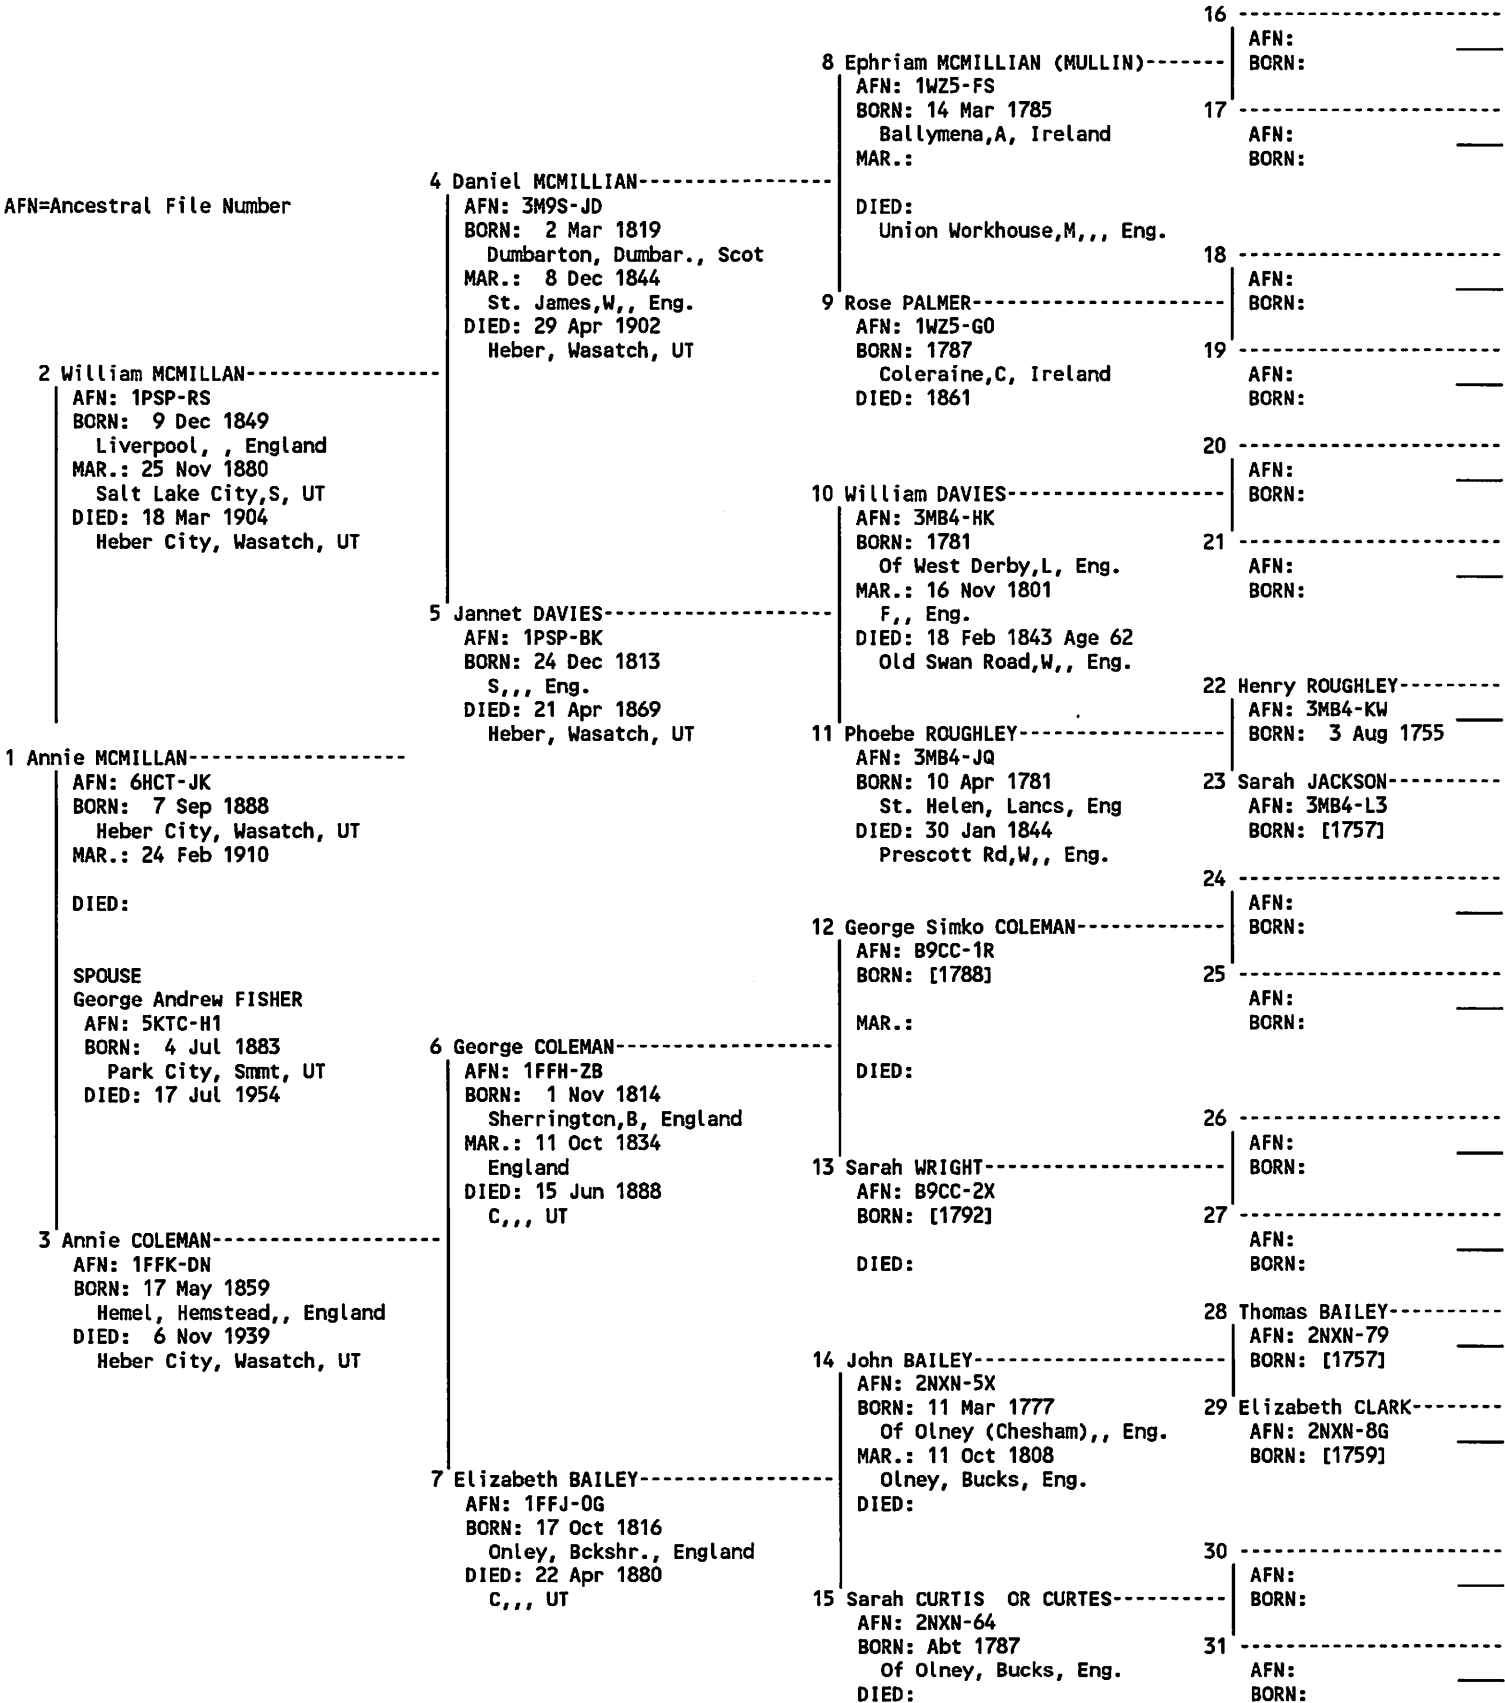 AFN=Ancestral File Number
1 Annie MCMILLAN-------------------
AFN: 6HCT-JK
BORN: 7 Sep 1888
Heber City, Wasatch, UT
MAR.: 24 Feb 1910
DIED:
SPOUSE
George Andrew FISHER
AFN: 5KTC-H1
BORN: 4 Jul 1883
Park City, Smmt, UT
DIED: 17 Jul 1954
2 William MCMILLAN-----------------
AFN: 1PSP-RS
BORN: 9 Dec 1849
Liverpool, , England
MAR.: 25 Nov 1880
Salt Lake City,S, UT
DIED: 18 Mar 1904
Heber City, Wasatch, UT
3 Annie COLEMAN--------------------
AFN: 1FFK-DN
BORN: 17 May 1859
Hemel, Hemstead,, England
DIED: 6 Nov 1939
Heber City, Wasatch, UT
4 Daniel MCMILLIAN-----------------
AFN: 3M9S-JD
BORN: 2 Mar 1819
Dumbarton, Dumbar., Scot
MAR.: 8 Dec 1844
St. James,W,, Eng.
DIED: 29 Apr 1902
Heber, Wasatch, UT
5 Jannet DAVIES--------------------
AFN: 1PSP-BK
BORN: 24 Dec 1813
S,,, Eng.
DIED: 21 Apr 1869
Heber, Wasatch, UT
6 George COLEMAN-------------------
AFN: 1FFH-ZB
BORN: 1 Nov 1814
Sherrington,B, England
MAR.: 11 Oct 1834
England
DIED: 15 Jun 1888
C,,, UT
7 Elizabeth BAILEY-----------------
AFN: 1FFJ-0G
BORN: 17 Oct 1816
Onley, Bckshr., England
DIED: 22 Apr 1880
C,,, UT
8 Ephriam MCMILLIAN (MULLIN)-------
AFN: 1WZ5-FS
BORN: 14 Mar 1785
Ballymena,A, Ireland
MAR.:
DIED:
Union Workhouse,M,,, Eng.
9 Rose PALMER----------------------
AFN: 1WZ5-G0
BORN: 1787
Coleraine,C, Ireland
DIED: 1861
10 William DAVIES-------------------
AFN: 3MB4-HK
BORN: 1781
Of West Derby,L, Eng.
MAR.: 16 Nov 1801
F,, Eng.
DIED: 18 Feb 1843 Age 62
Old Swan Road,W,, Eng.
11 Phoebe ROUGHLEY------------------
AFN: 3MB4-JQ
BORN: 10 Apr 1781
St. Helen, Lancs, Eng
DIED: 30 Jan 1844
Prescott Rd,W,, Eng.
12 George Simko COLEMAN-------------
AFN: B9CC-1R
BORN: [1788]
MAR.:
DIED:
13 Sarah WRIGHT---------------------
AFN: B9CC-2X
BORN: [1792]
DIED:
14 John BAILEY----------------------
AFN: 2NXN-5X
BORN: 11 Mar 1777
Of Olney (Chesham),, Eng.
MAR.: 11 Oct 1808
Olney, Bucks, Eng.
DIED:
15 Sarah CURTIS OR CURTES----------
AFN: 2NXN-64
BORN: Abt 1787
Of Olney, Bucks, Eng.
DIED:
16 ----------------------
AFN:
BORN:
17 ----------------------
AFN:
BORN:
18 ----------------------
AFN:
BORN:
19 ----------------------
AFN:
BORN:
20 ----------------------
AFN:
BORN:
21 ----------------------
AFN:
BORN:
22 Henry ROUGHLEY---------
AFN: 3MB4-KW
BORN: 3 Aug 1755
23 Sarah JACKSON----------
AFN: 3MB4-L3
BORN: [1757]
24 ----------------------
AFN:
BORN:
25 ----------------------
AFN:
BORN:
26 ----------------------
AFN:
BORN:
27 ----------------------
AFN:
BORN:
28 Thomas BAILEY----------
AFN: 2NXN-79
BORN: [1757]
29 Elizabeth CLARK--------
AFN: 2NXN-8G
BORN: [1759]
30 ----------------------
AFN:
BORN:
31 ----------------------
AFN:
BORN: